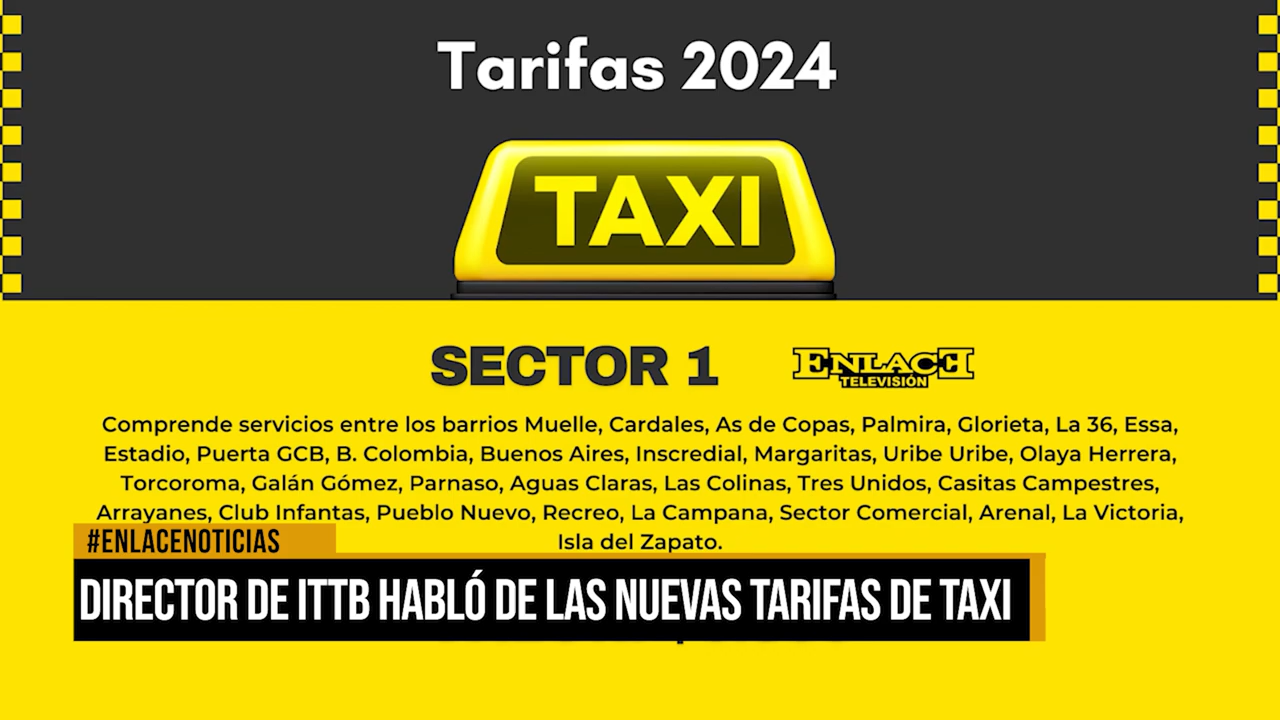 Tarifas 2024
TAXI
SECTOR 1
ENLACE
TELEVISIÓN
Comprende servicios entre los barrios Muelle, Cardales, As de Copas, Palmira, Glorieta, La 36, Essa,
Estadio, Puerta GCB, B. Colombia, Buenos Aires, Inscredial, Margaritas, Uribe Uribe, Olaya Herrera,
Torcoroma, Galán Gómez, Parnaso, Aguas Claras, Las Colinas, Tres Unidos, Casitas Campestres,
Arrayanes, Club Infantas, Pueblo Nuevo, Recreo, La Campana, Sector Comercial, Arenal, La Victoria,
Isla del Zapato.
#ENLACENOTICIAS
DIRECTOR DE ITTB HABLÓ DE LAS NUEVAS TARIFAS DE TAXI